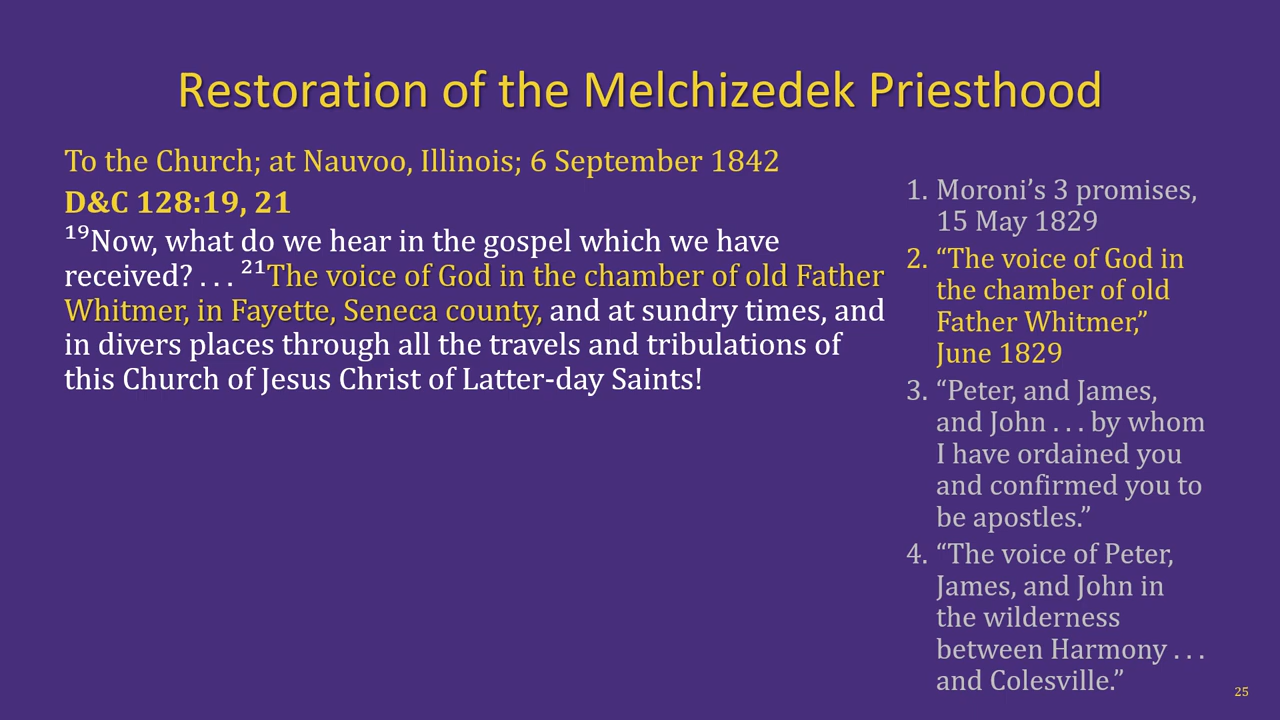 Restoration of the Melchizedek Priesthood
To the Church; at Nauvoo, Illinois; 6 September 1842
D&C 128:19, 21
¹⁹Now, what do we hear in the gospel which we have
received? . . . ²¹The voice of God in the chamber of old Father
Whitmer, in Fayette, Seneca county, and at sundry times, and
in divers places through all the travels and tribulations of
this Church of Jesus Christ of Latter-day Saints!
1. Moroni’s 3 promises,
15 May 1829
2. “The voice of God in
the chamber of old
Father Whitmer,”
June 1829
3. “Peter, and James,
and John . . . by whom
I have ordained you
and confirmed you to
be apostles.”
4. “The voice of Peter,
James, and John in
the wilderness
between Harmony . . .
and Colesville.”
25